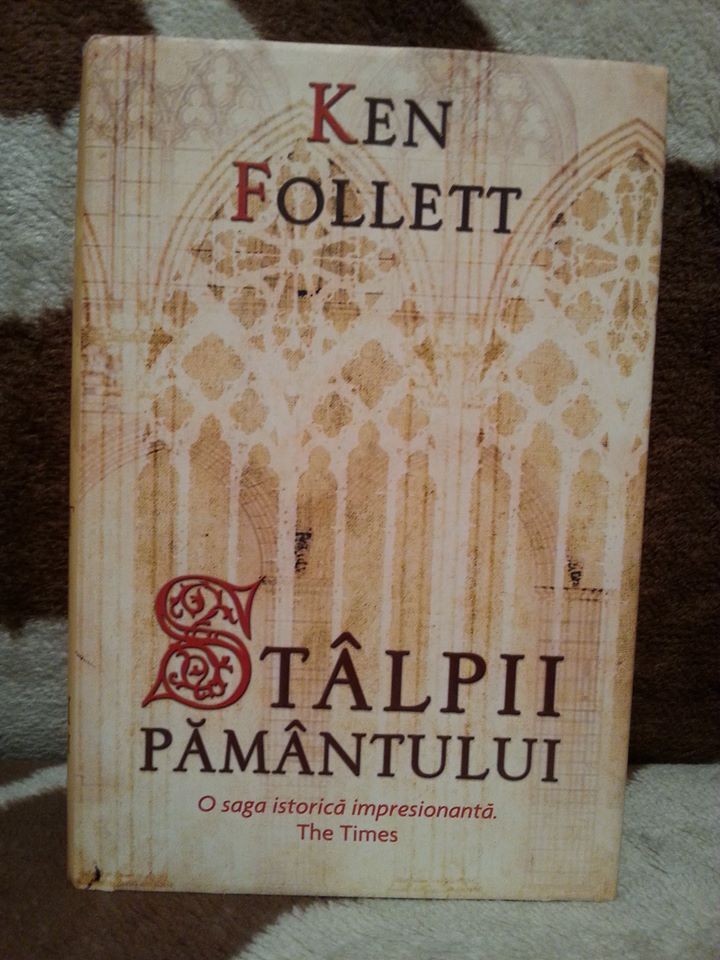 KEN
FOLLETT
STÂLPII
PĂMÂNTULUI
O saga istorică impresionantă.
The Times